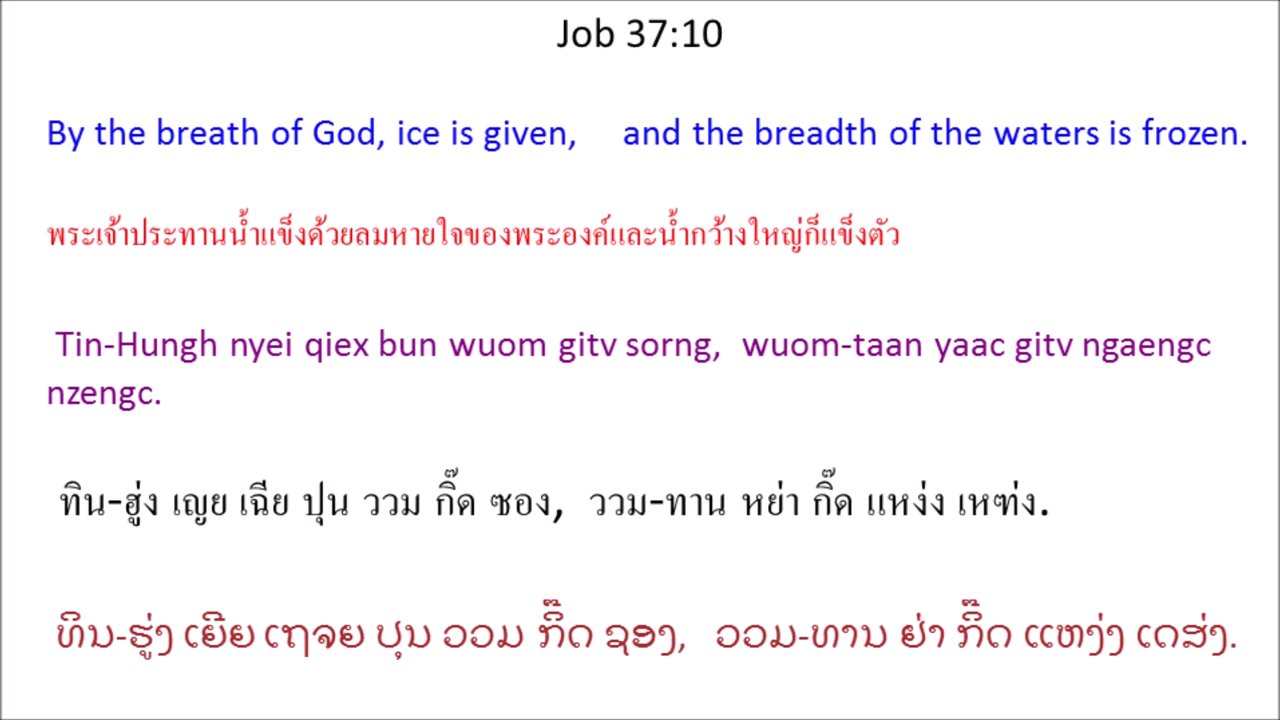 Job 37:10
By the breath of God, ice is given, and the breadth of the waters is frozen.
พระเจ้าประทานน้ำแข็งด้วยลมหายใจของพระองค์และน้ำกว้างใหญ่ก็แข็งตัว
Tin-Hungh nyei qiex bun wuom gitv sorng, wuom-taan yaac gitv ngaengc
nzengc.
ทิน-ฮู่ง เญย เฉีย ปุน ววม กิ๊ด ซอง, ววม-ทาน หย่า กิ๊ด แหง่ง เหฑ่ง.
ທິນ-ຮູ່ງ ເຍີຍ ເຖຈຍ ປຸນ ວວມ ກິ໊ດ ຊອງ, ວວມ-ທານ ຢ່າ ກິ໊ດ ແຫງ່ງ ເດສ່ງ.